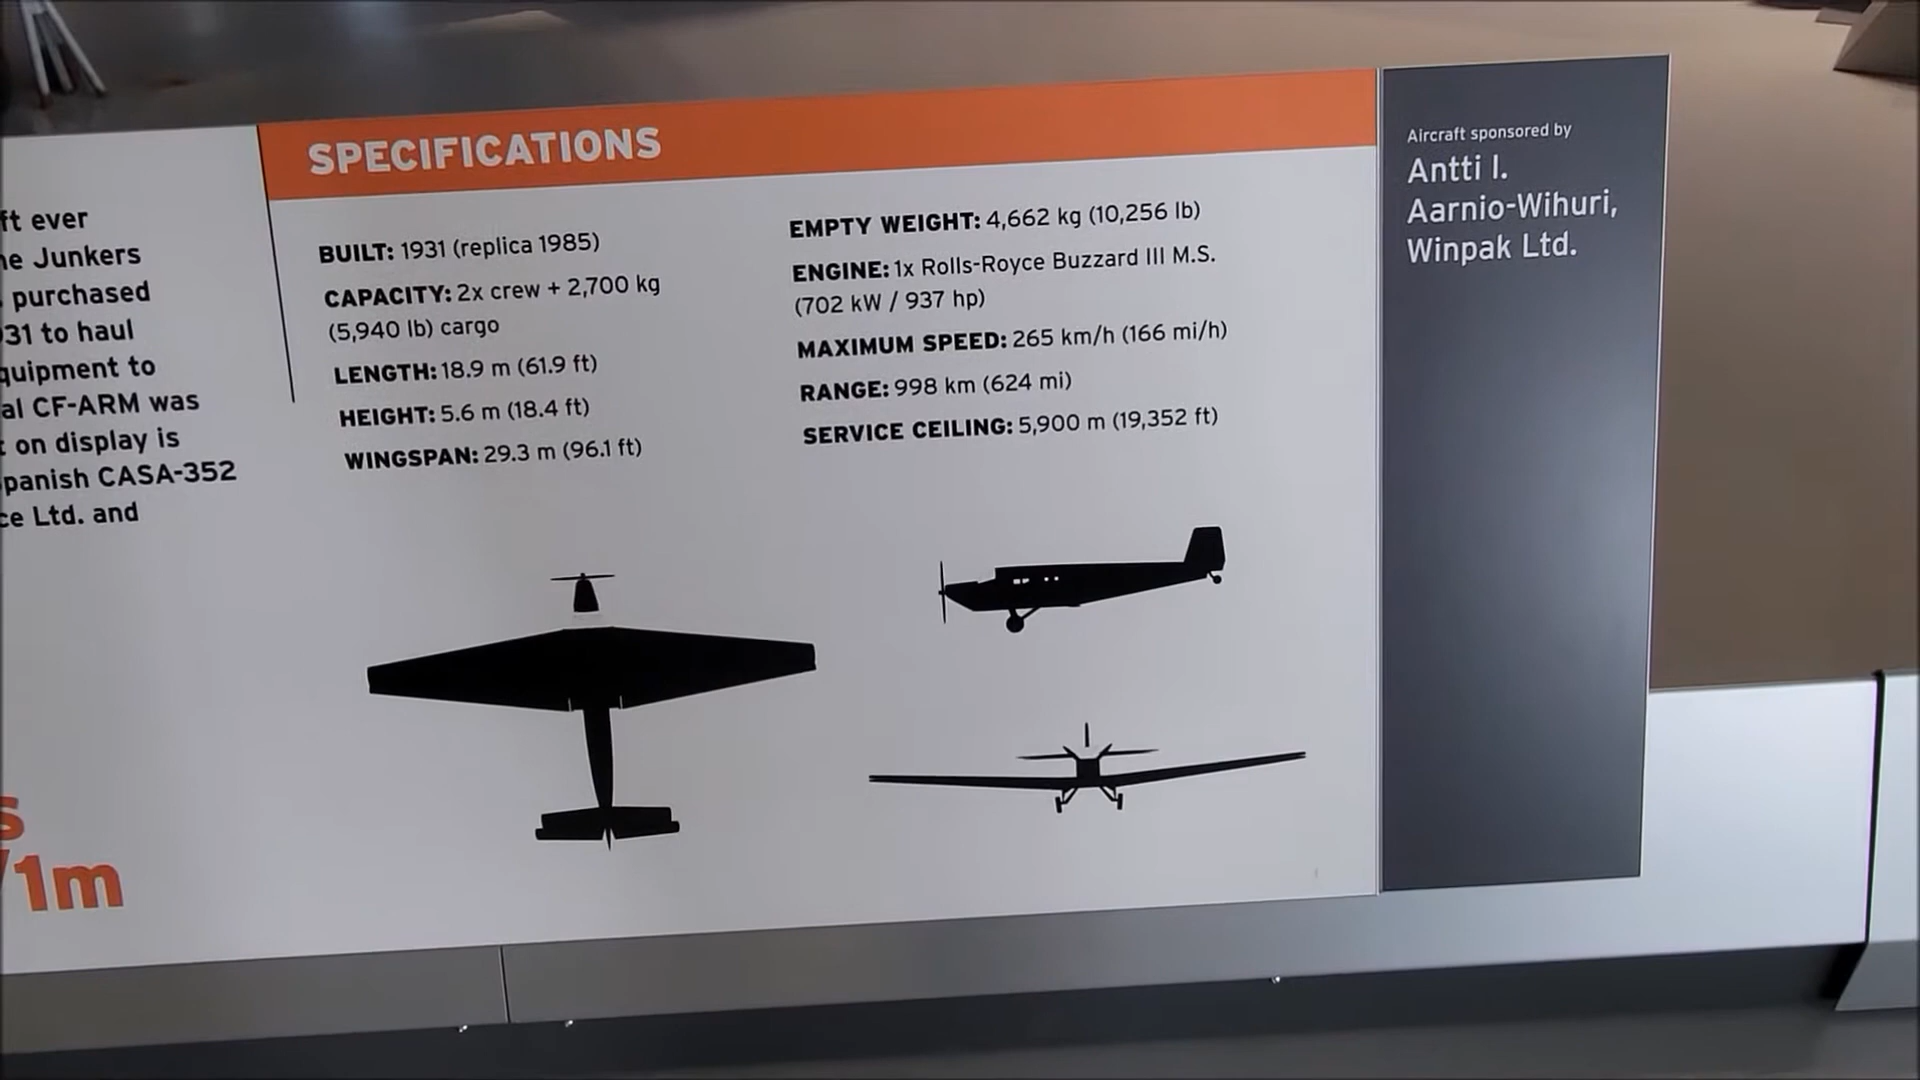 ft ever
Junkers
purchased
31 to haul
quipment to
al CF-ARM was
on display is
panish CASA-352
ce Ltd. and
s
/1m
SPECIFICATIONS
BUILT: 1931 (replica 1985)
CAPACITY: 2x crew + 2,700 kg
(5,940 lb) cargo
LENGTH: 18.9 m (61.9 ft)
HEIGHT: 5.6 m (18.4 ft)
WINGSPAN: 29.3 m (96.1 ft)
EMPTY WEIGHT: 4,662 kg (10,256 lb)
ENGINE: 1x Rolls-Royce Buzzard III M.S.
(702 kW / 937 hp)
MAXIMUM SPEED: 265 km/h (166 mi/h)
RANGE: 998 km (624 mi)
SERVICE CEILING: 5,900 m (19,352 ft)
Aircraft sponsored by
Antti I.
Aarnio-Wihuri,
Winpak Ltd.